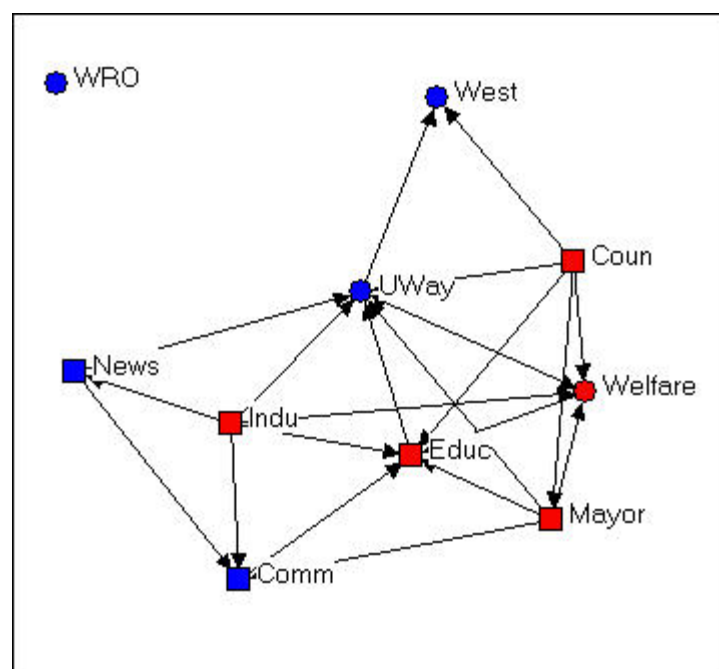 WRO
West
Coun
UWay
News
Welfare
Indu
Educ
Mayor
Comm